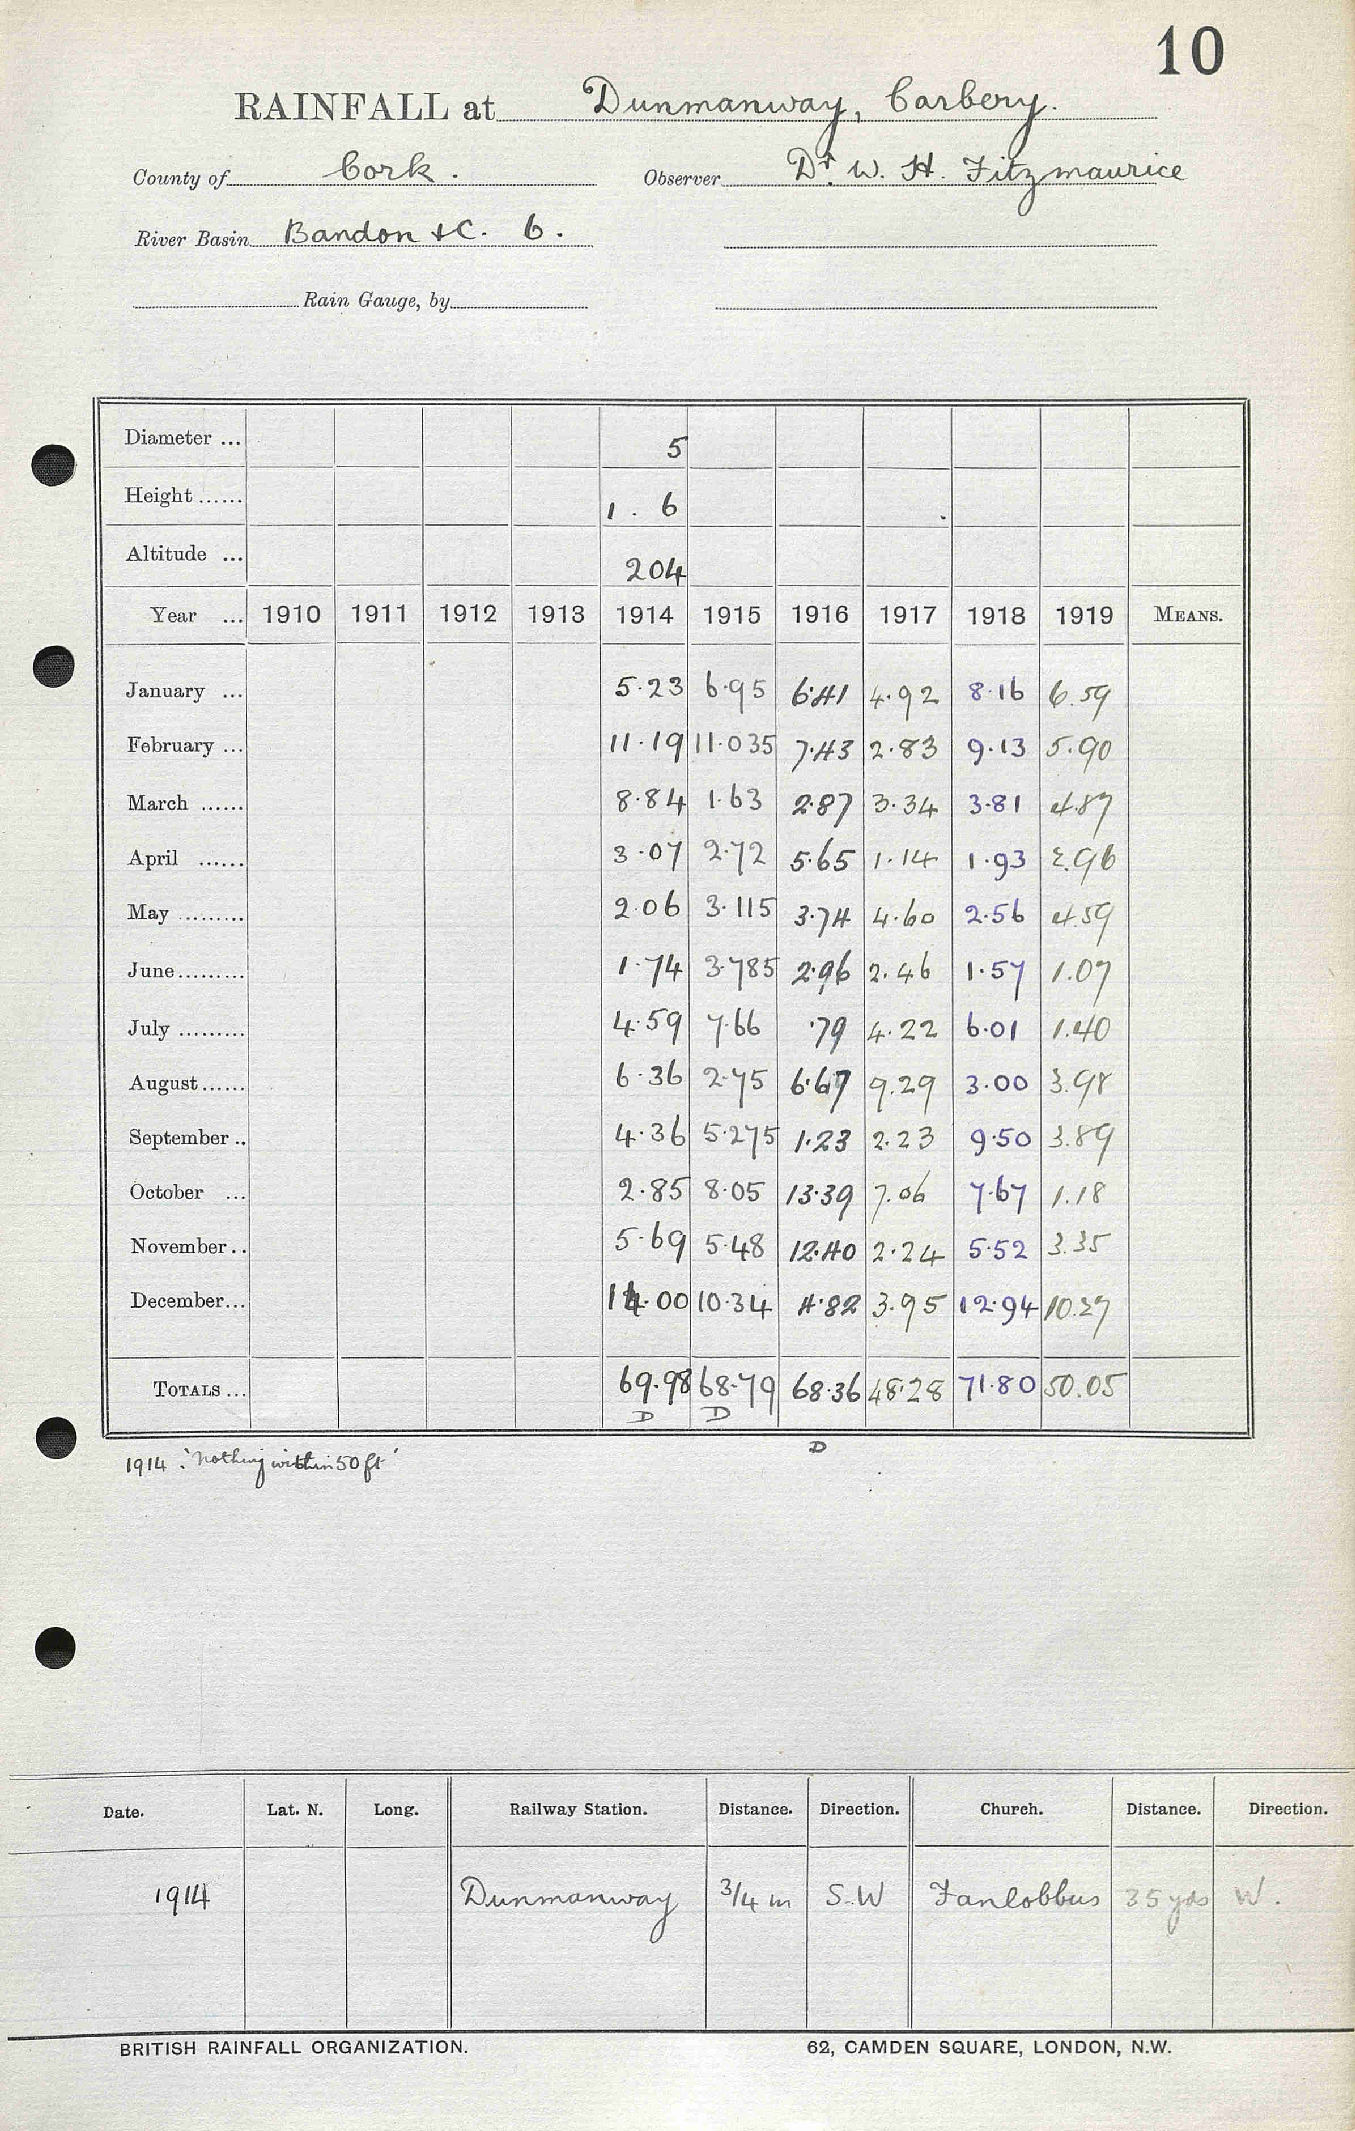 10
RAINFALL at Dunmanway, Carbery.
County of Cork. Observer Dr. W. H. Fitzmaurice
River Basin Bandon &C. 6.
Rain Gauge, by
Diameter ... 5
Height ...... 1 . 6
Altitude ... 204
Year ... 1910 1911 1912 1913 1914 1915 1916 1917 1918 1919 MEANS.
January ... 5.23 6.95 6.41 4.92 8.16 6.59
February ... 11.19 11.035 7.43 2.83 9.13 5.90
March ...... 8.84 1.63 2.87 3.34 3.81 4.87
April ...... 3.07 2.72 5.65 1.14 1.93 2.96
May ......... 2.06 3.115 3.74 4.60 2.56 4.59
June ......... 1.74 3.785 2.96 2.46 1.57 1.07
July ......... 4.59 7.66 .79 4.22 6.01 1.40
August ...... 6.36 2.75 6.67 9.29 3.00 3.98
September .. 4.36 5.275 1.23 2.23 9.50 3.89
October ... 2.85 8.05 13.39 7.06 7.67 1.18
November .. 5.69 5.48 12.40 2.24 5.52 3.35
December ... 14.00 10.34 4.82 3.95 12.94 10.27
TOTALS ... 69.98 68.79 68.36 48.28 71.80 50.05
D D D
1914 : 'Nothing within 50 ft'
Date. Lat. N. Long. Railway Station. Distance. Direction. Church. Distance. Direction.
1914 Dunmanway 3/4 m S.W Fanlobbus 35 yds W.
BRITISH RAINFALL ORGANIZATION. 62, CAMDEN SQUARE, LONDON, N.W.